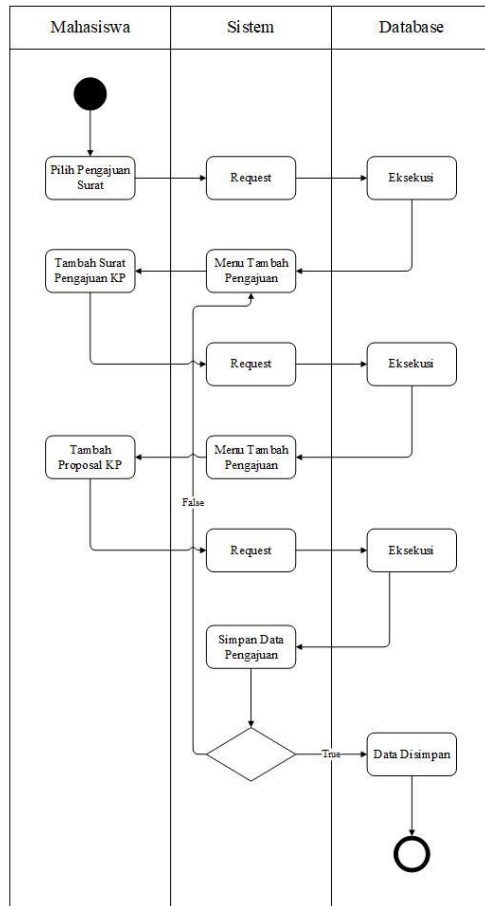 Mahasiswa
Sistem
Database
Pilih Pengajuan
Surat
Request
Eksekusi
Tambah Surat
Pengajuan KP
Menu Tambah
Pengajuan
Request
Eksekusi
Tambah
Proposal KP
Menu Tambah
Pengajuan
False
Request
Eksekusi
Simpan Data
Pengajuan
True
Data Disimpan